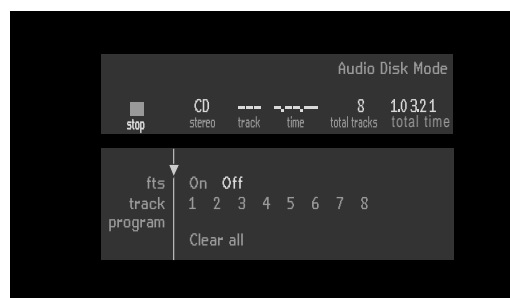 Audio Disk Mode
CD --- -.--.-- 8 1.03.21
stop stereo track time total tracks total time
fts On Off
track 1 2 3 4 5 6 7 8
program
Clear all